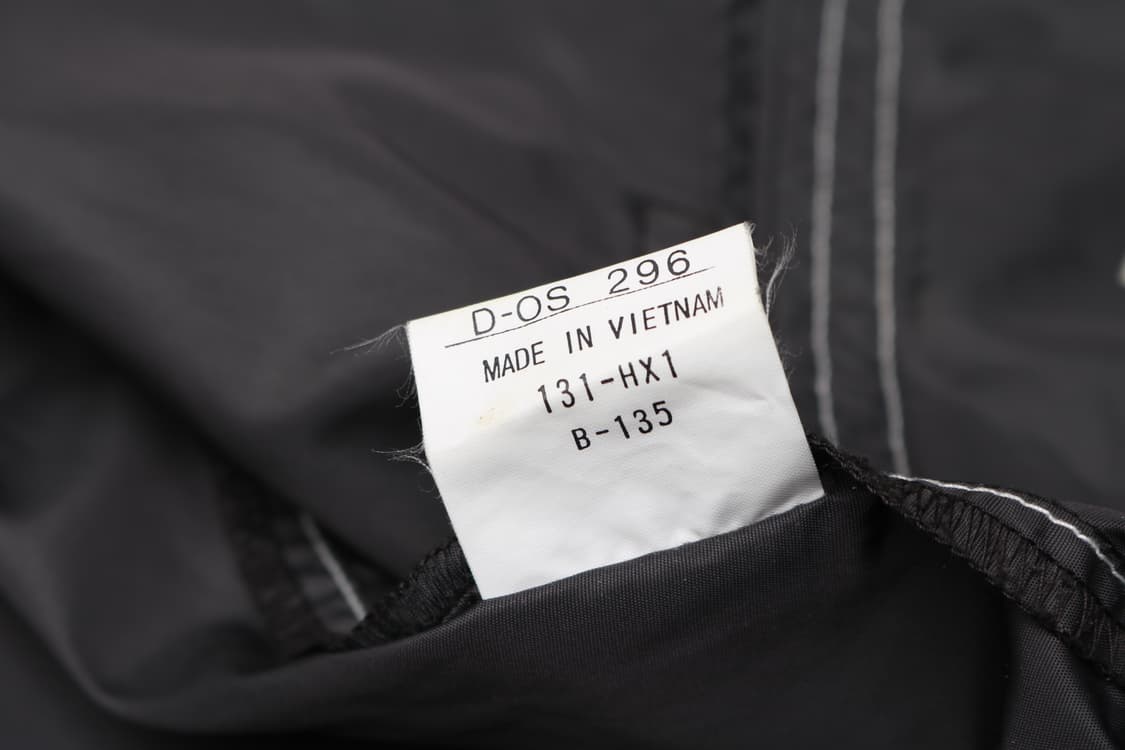 D-OS 296
MADE IN VIETNAM
131-HX1
B-135